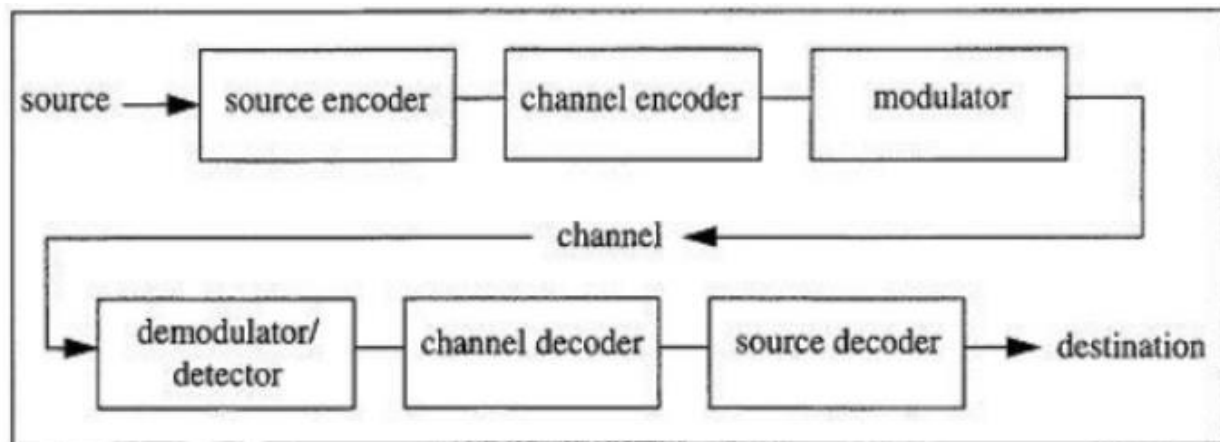 source
source encoder
channel encoder
modulator
channel
demodulator/
detector
channel decoder
source decoder
destination